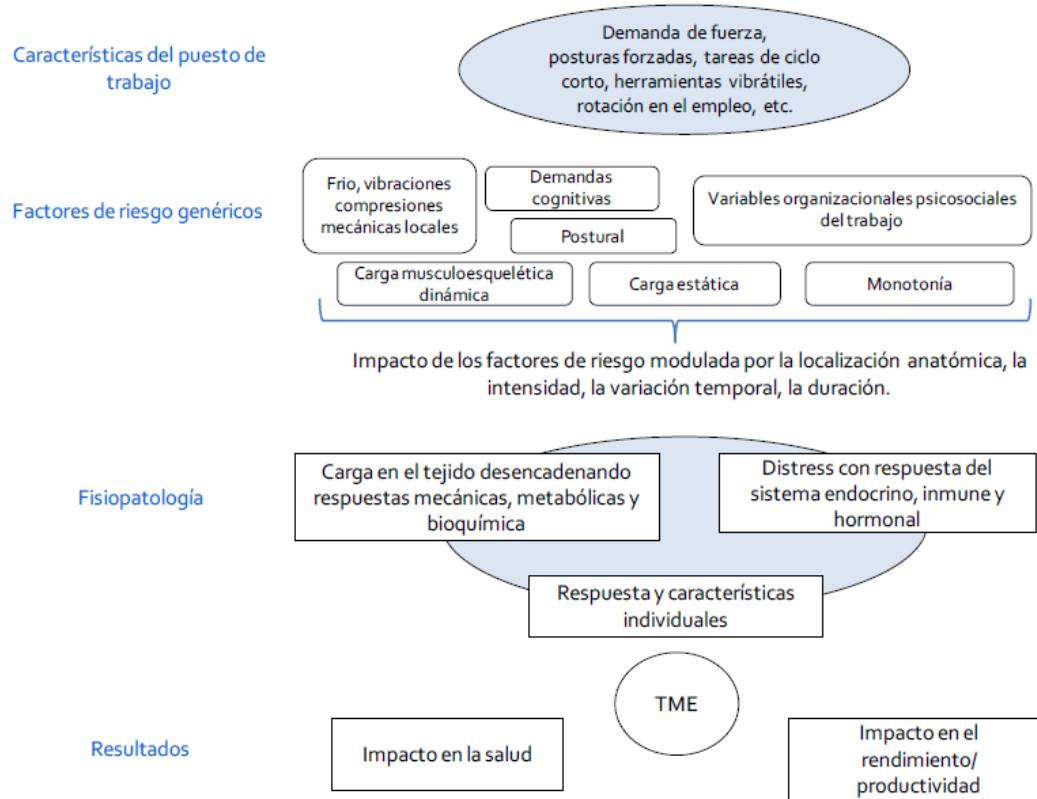 Características del puesto de
trabajo
Demanda de fuerza,
posturas forzadas, tareas de ciclo
corto, herramientas vibrátiles,
rotación en el empleo, etc.
Factores de riesgo genéricos
Frio, vibraciones
compresiones
mecánicas locales
Demandas
cognitivas
Postural
Variables organizacionales psicosociales
del trabajo
Carga musculoesquelética
dinámica
Carga estática
Monotonía
Impacto de los factores de riesgo modulada por la localización anatómica, la
intensidad, la variación temporal, la duración.
Fisiopatología
Carga en el tejido desencadenando
respuestas mecánicas, metabólicas y
bioquímica
Distress con respuesta del
sistema endocrino, inmune y
hormonal
Respuesta y características
individuales
TME
Resultados
Impacto en la salud
Impacto en el
rendimiento/
productividad